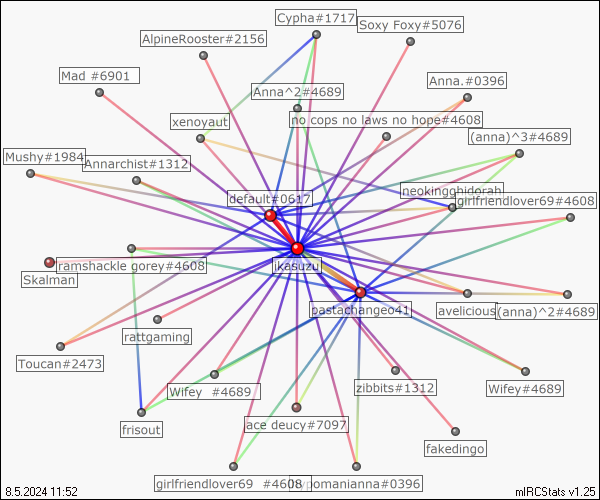 Cypha#1717
Soxy Foxy#5076
AlpineRooster#2156
Mad #6901
Anna.#0396
Anna^2#4689
no cops no laws no hope#4608
xenoyaut
(anna)^3#4689
Mushy#1984
Annarchist#1312
neokingghidorah
default#0617
girlfriendlover69#4608
ramshackle gorey#4608
jkasuzu
Skalman
pastachangeo41
avelicious
(anna)^2#4689
rattgaming
Toucan#2473
Wifey #4689
zibbits#1312
Wifey#4689
frisout
ace deucy#7097
fakedingo
girlfriendlover69 #4608
pomanianna#0396
8.5.2024 11:52
mIRCStats v1.25